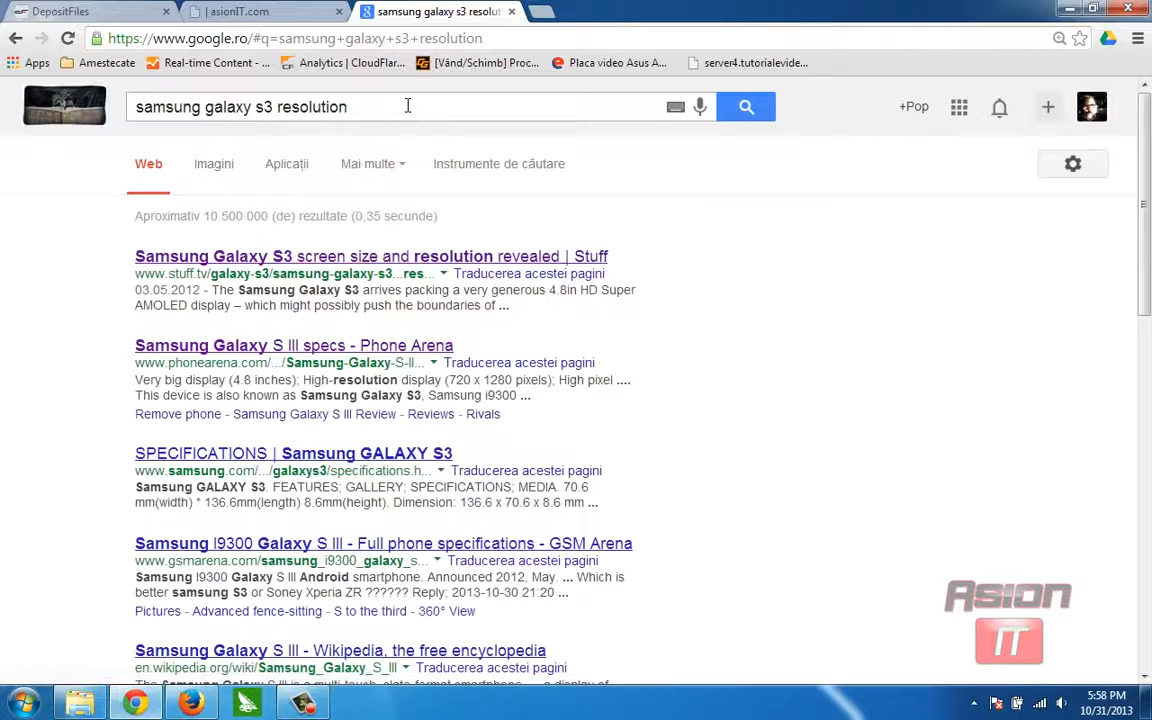 DepositFiles
| asionIT.com
samsung galaxy s3 resolut
https://www.google.ro/#q=samsung+galaxy+s3+resolution
Apps
Amestecate
Real-time Content - ...
Analytics | CloudFlar...
[Vând/Schimb] Proc...
Placa video Asus A...
server4.tutorialevide...
samsung galaxy s3 resolution
+Pop
Web
Imagini
Aplicații
Mai multe
Instrumente de căutare
Aproximativ 10.500.000 (de) rezultate (0,35 secunde)
Samsung Galaxy S3 screen size and resolution revealed | Stuff
www.stuff.tv/galaxy-s3/samsung-galaxy-s3...res... Traducerea acestei pagini
03.05.2012 - The Samsung Galaxy S3 arrives packing a very generous 4.8in HD Super
AMOLED display – which might possibly push the boundaries of ...
Samsung Galaxy S III specs - Phone Arena
www.phonearena.com/.../Samsung-Galaxy-S-II... Traducerea acestei pagini
Very big display (4.8 inches); High-resolution display (720 x 1280 pixels); High pixel ....
This device is also known as Samsung Galaxy S3, Samsung i9300 ...
Remove phone - Samsung Galaxy S III Review - Reviews - Rivals
SPECIFICATIONS | Samsung GALAXY S3
www.samsung.com/.../galaxys3/specifications.h... Traducerea acestei pagini
Samsung GALAXY S3. FEATURES; GALLERY; SPECIFICATIONS; MEDIA. 70.6
mm(width) * 136.6mm(length) 8.6mm(height). Dimension: 136.6 x 70.6 x 8.6 mm ...
Samsung I9300 Galaxy S III - Full phone specifications - GSM Arena
www.gsmarena.com/samsung_i9300_galaxy_s... Traducerea acestei pagini
Samsung I9300 Galaxy S III Android smartphone. Announced 2012, May. ... Which is
better samsung S3 or Soney Xperia ZR ?????? Reply; 2013-10-30 21:20 ...
Pictures - Advanced fence-sitting - S to the third - 360° View
Samsung Galaxy S III - Wikipedia, the free encyclopedia
en.wikipedia.org/wiki/Samsung_Galaxy_S_III Traducerea acestei pagini
Asion
IT
5:58 PM
10/31/2013